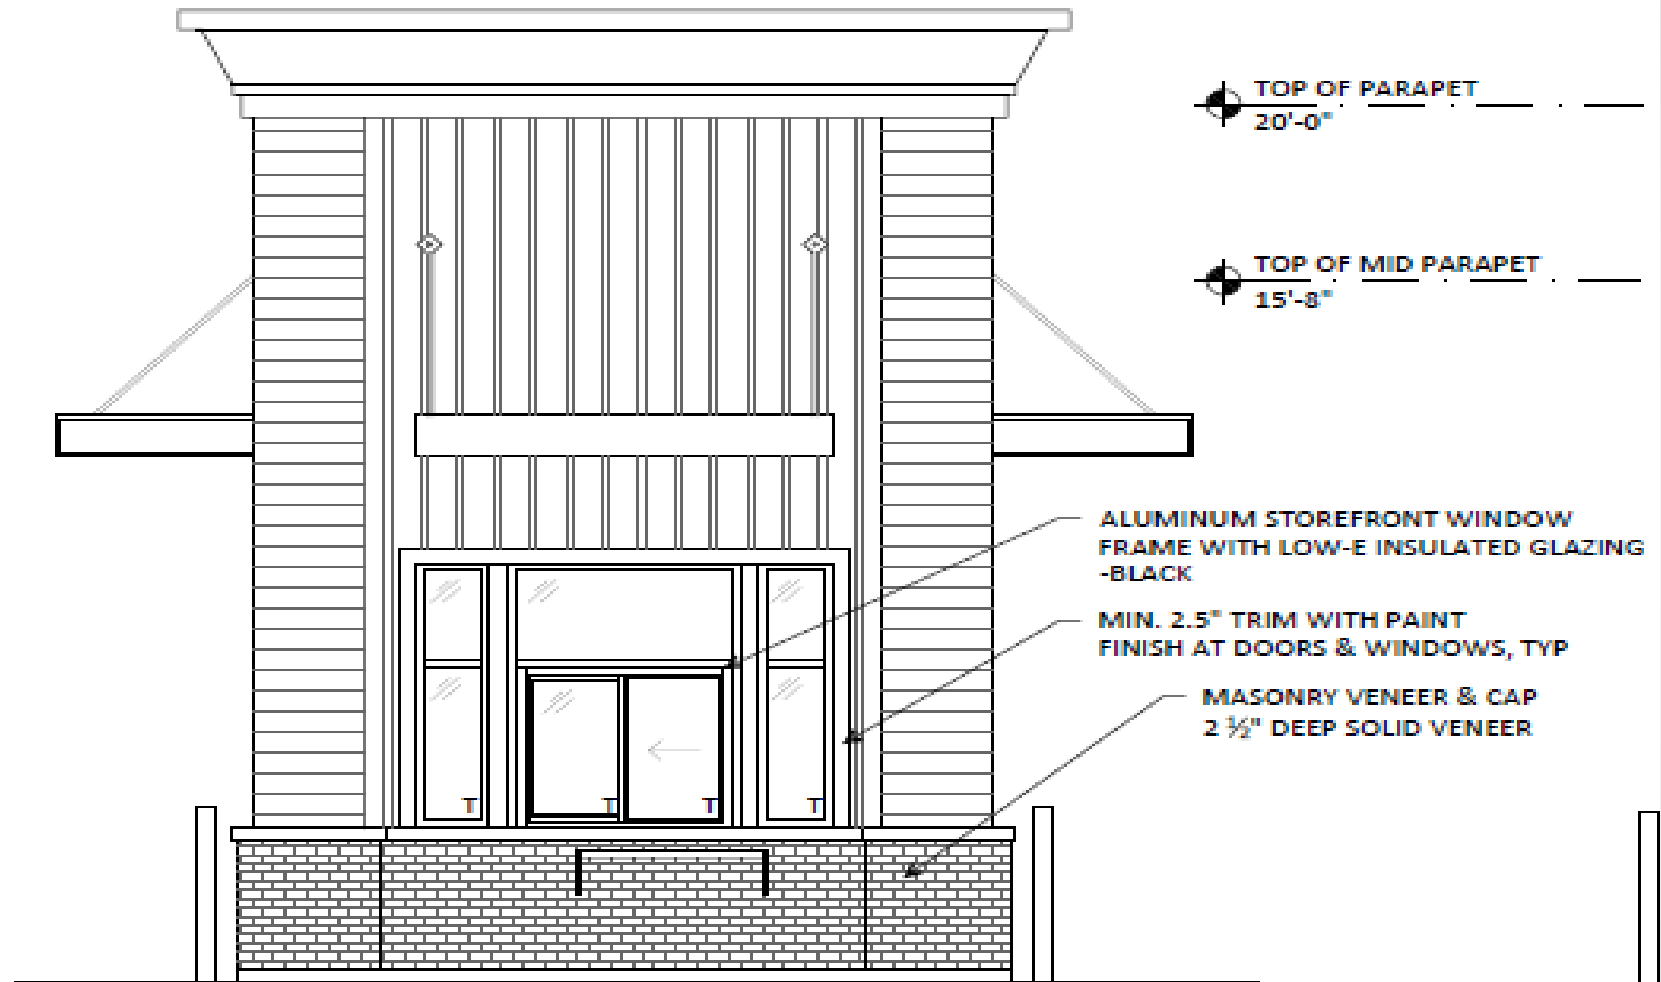 TOP OF PARAPET
20'-0"
TOP OF MID PARAPET
15'-8"
ALUMINUM STOREFRONT WINDOW
FRAME WITH LOW-E INSULATED GLAZING
-BLACK
MIN. 2.5" TRIM WITH PAINT
FINISH AT DOORS & WINDOWS, TYP
MASONRY VENEER & CAP
2 ½" DEEP SOLID VENEER
T T T T